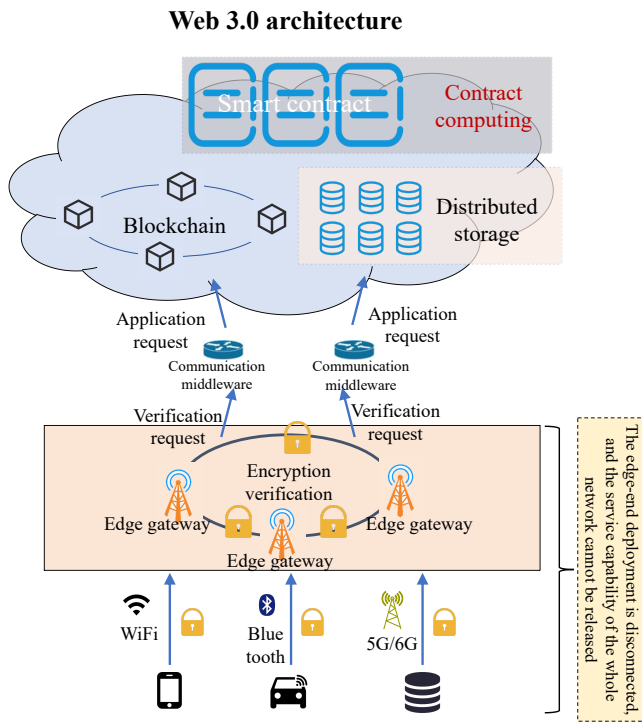 Web 3.0 architecture
Smart contract
Contract
computing
Blockchain
Distributed
storage
Application
request
Application
request
Communication
middleware
Communication
middleware
Verification
request
Verification
request
Encryption
verification
Edge gateway
Edge gateway
Edge gateway
WiFi
Blue
tooth
5G/6G
The edge-end deployment is disconnected,
and the service capability of the whole
network cannot be released